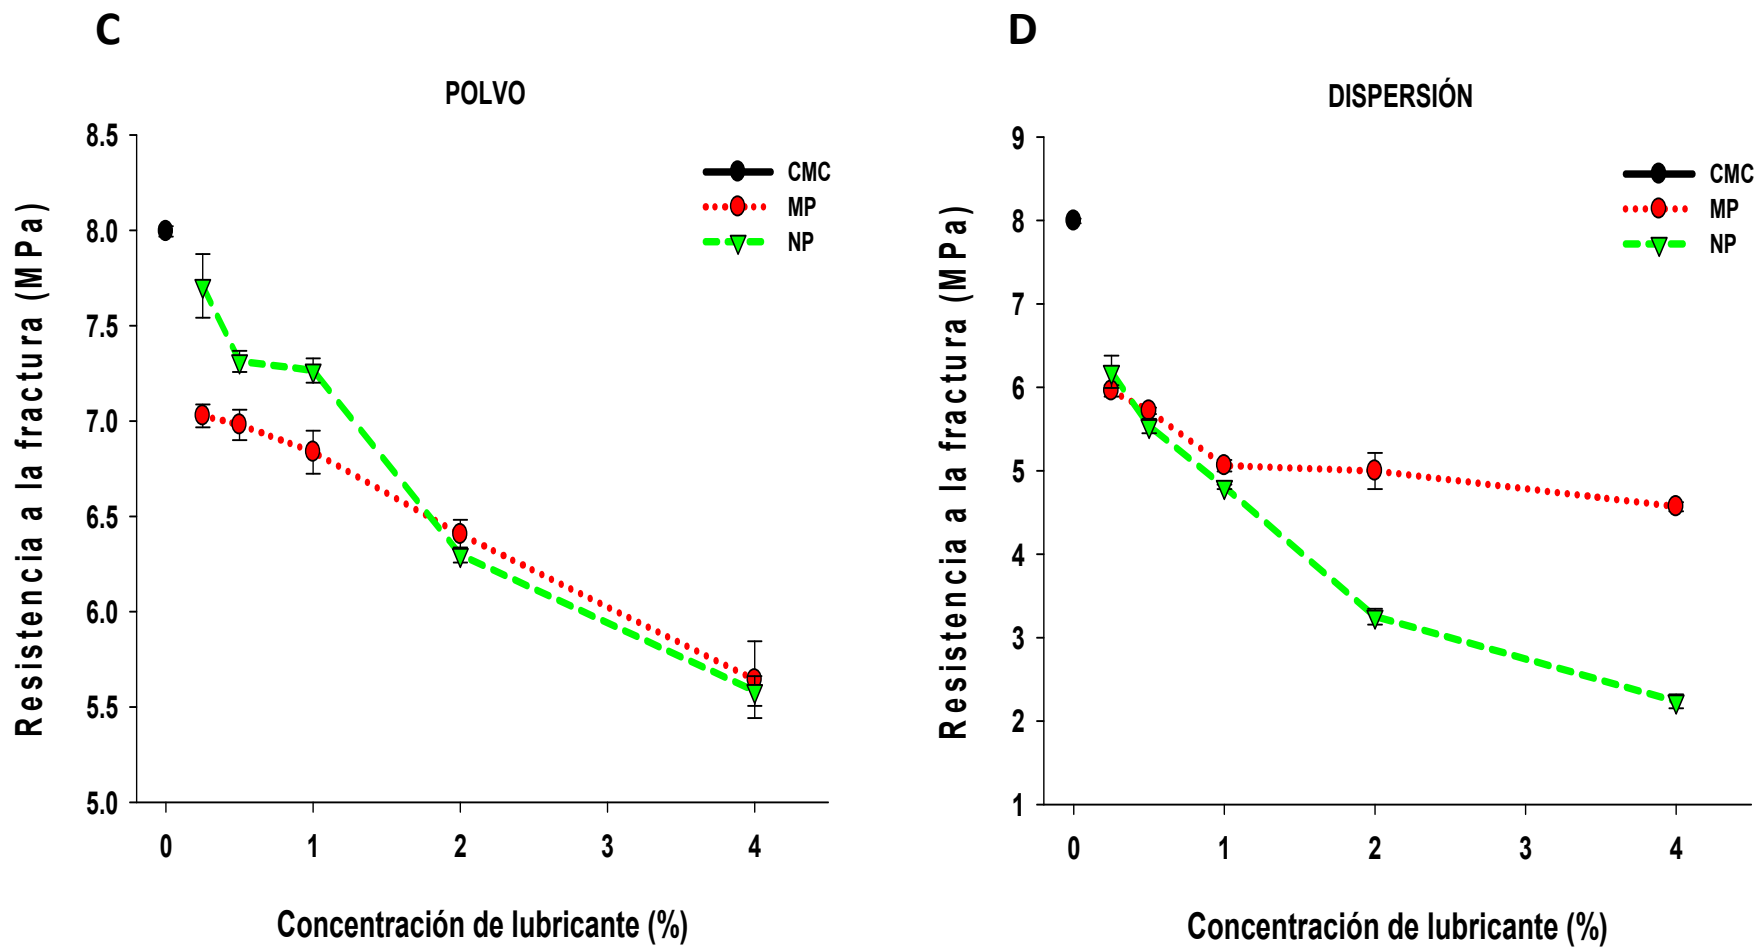 C
POLVO
8.5
8.0
7.5
7.0
6.5
6.0
5.5
5.0
Resistencia a la fractura (MPa)
CMC
MP
NP
0 1 2 3 4
Concentración de lubricante (%)
D
DISPERSIÓN
9
8
7
6
5
4
3
2
1
Resistencia a la fractura (MPa)
CMC
MP
NP
0 1 2 3 4
Concentración de lubricante (%)